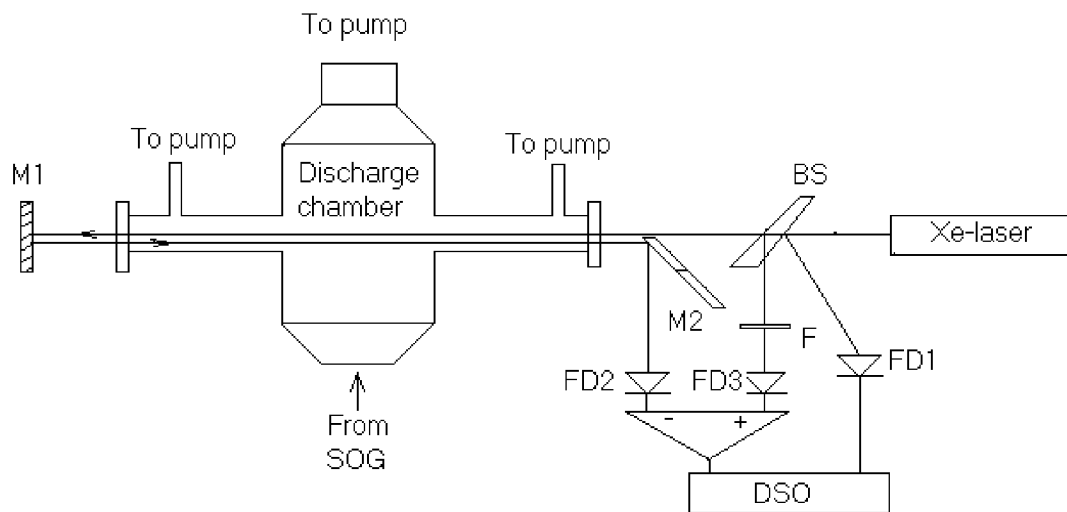 To pump
To pump
To pump
M1
Discharge
chamber
BS
Xe-laser
M2
F
FD1
FD2
FD3
-
+
From
SOG
DSO